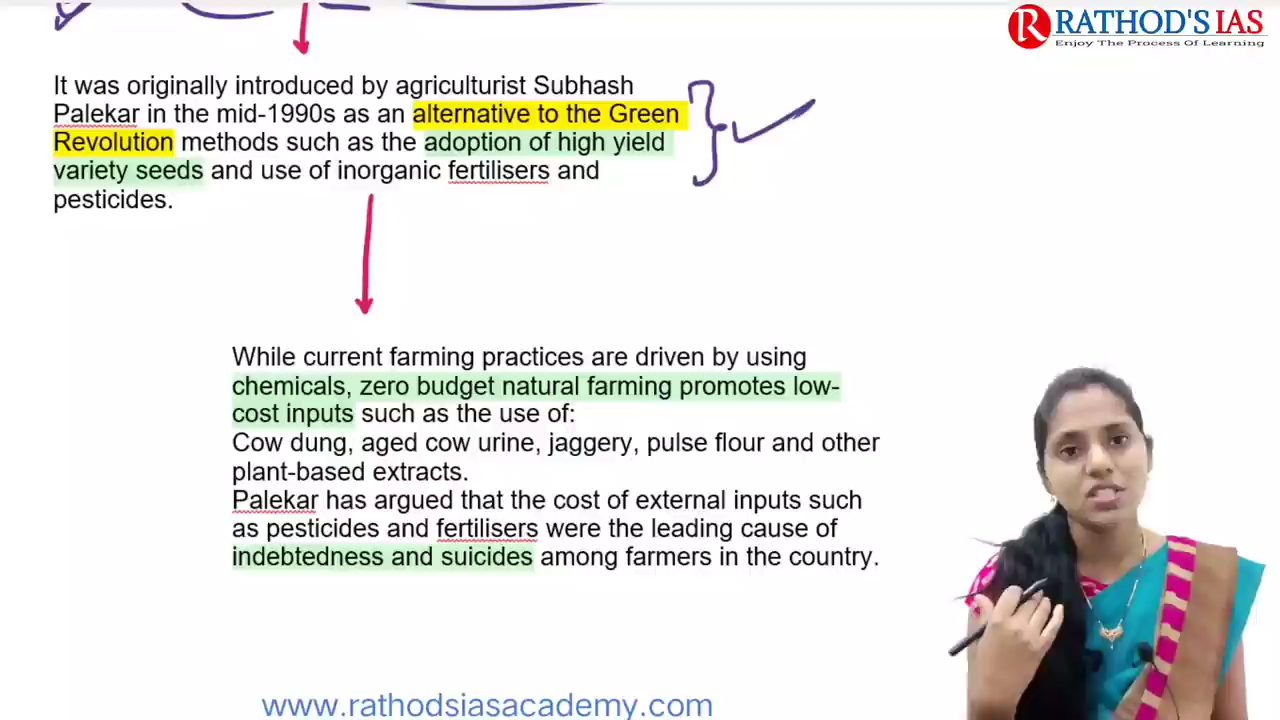 RATHOD'S IAS
Enjoy The Process Of Learning
It was originally introduced by agriculturist Subhash
Palekar in the mid-1990s as an alternative to the Green
Revolution methods such as the adoption of high yield
variety seeds and use of inorganic fertilisers and
pesticides.
While current farming practices are driven by using
chemicals, zero budget natural farming promotes low-
cost inputs such as the use of:
Cow dung, aged cow urine, jaggery, pulse flour and other
plant-based extracts.
Palekar has argued that the cost of external inputs such
as pesticides and fertilisers were the leading cause of
indebtedness and suicides among farmers in the country.
www.rathodsiasacademy.com